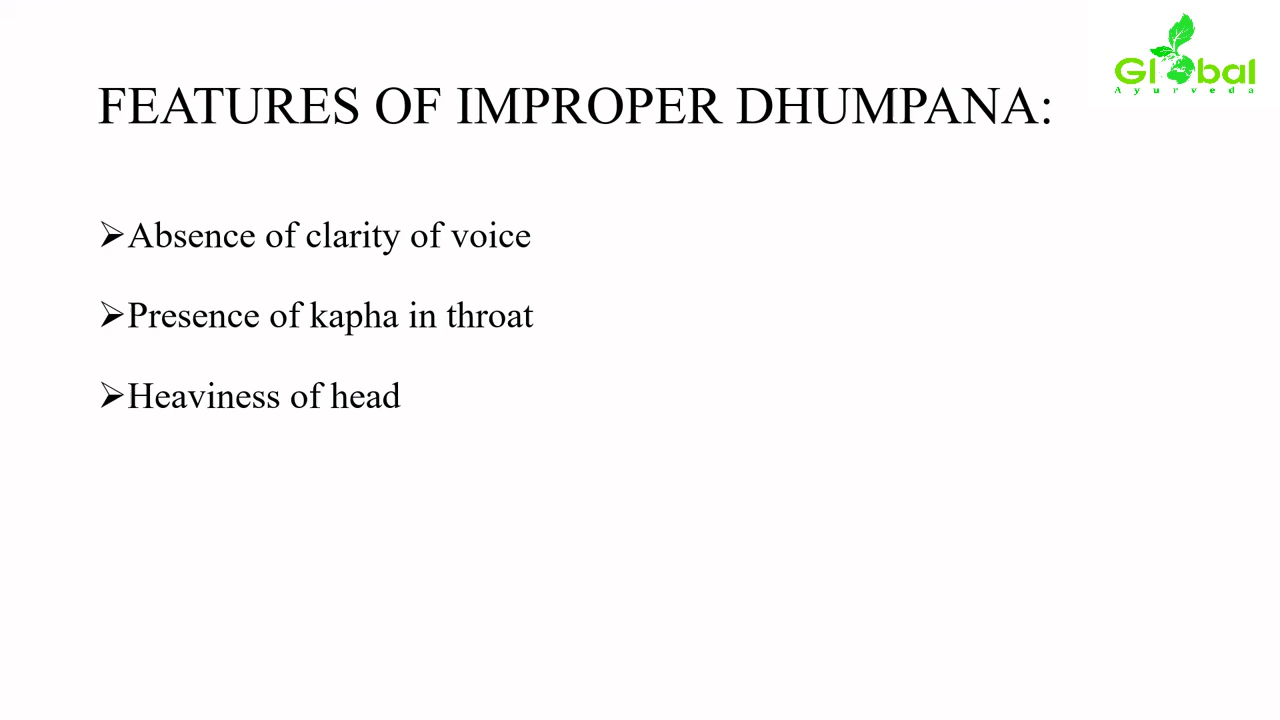 Global
Ayurveda
FEATURES OF IMPROPER DHUMPANA:
➢Absence of clarity of voice
➢Presence of kapha in throat
➢Heaviness of head